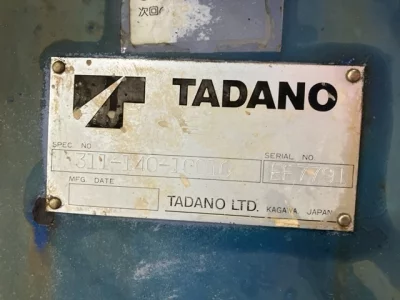 次回
TADANO
SPEC. NO
SERIAL NO.
MFG. DATE
TADANO LTD. KAGAWA JAPAN